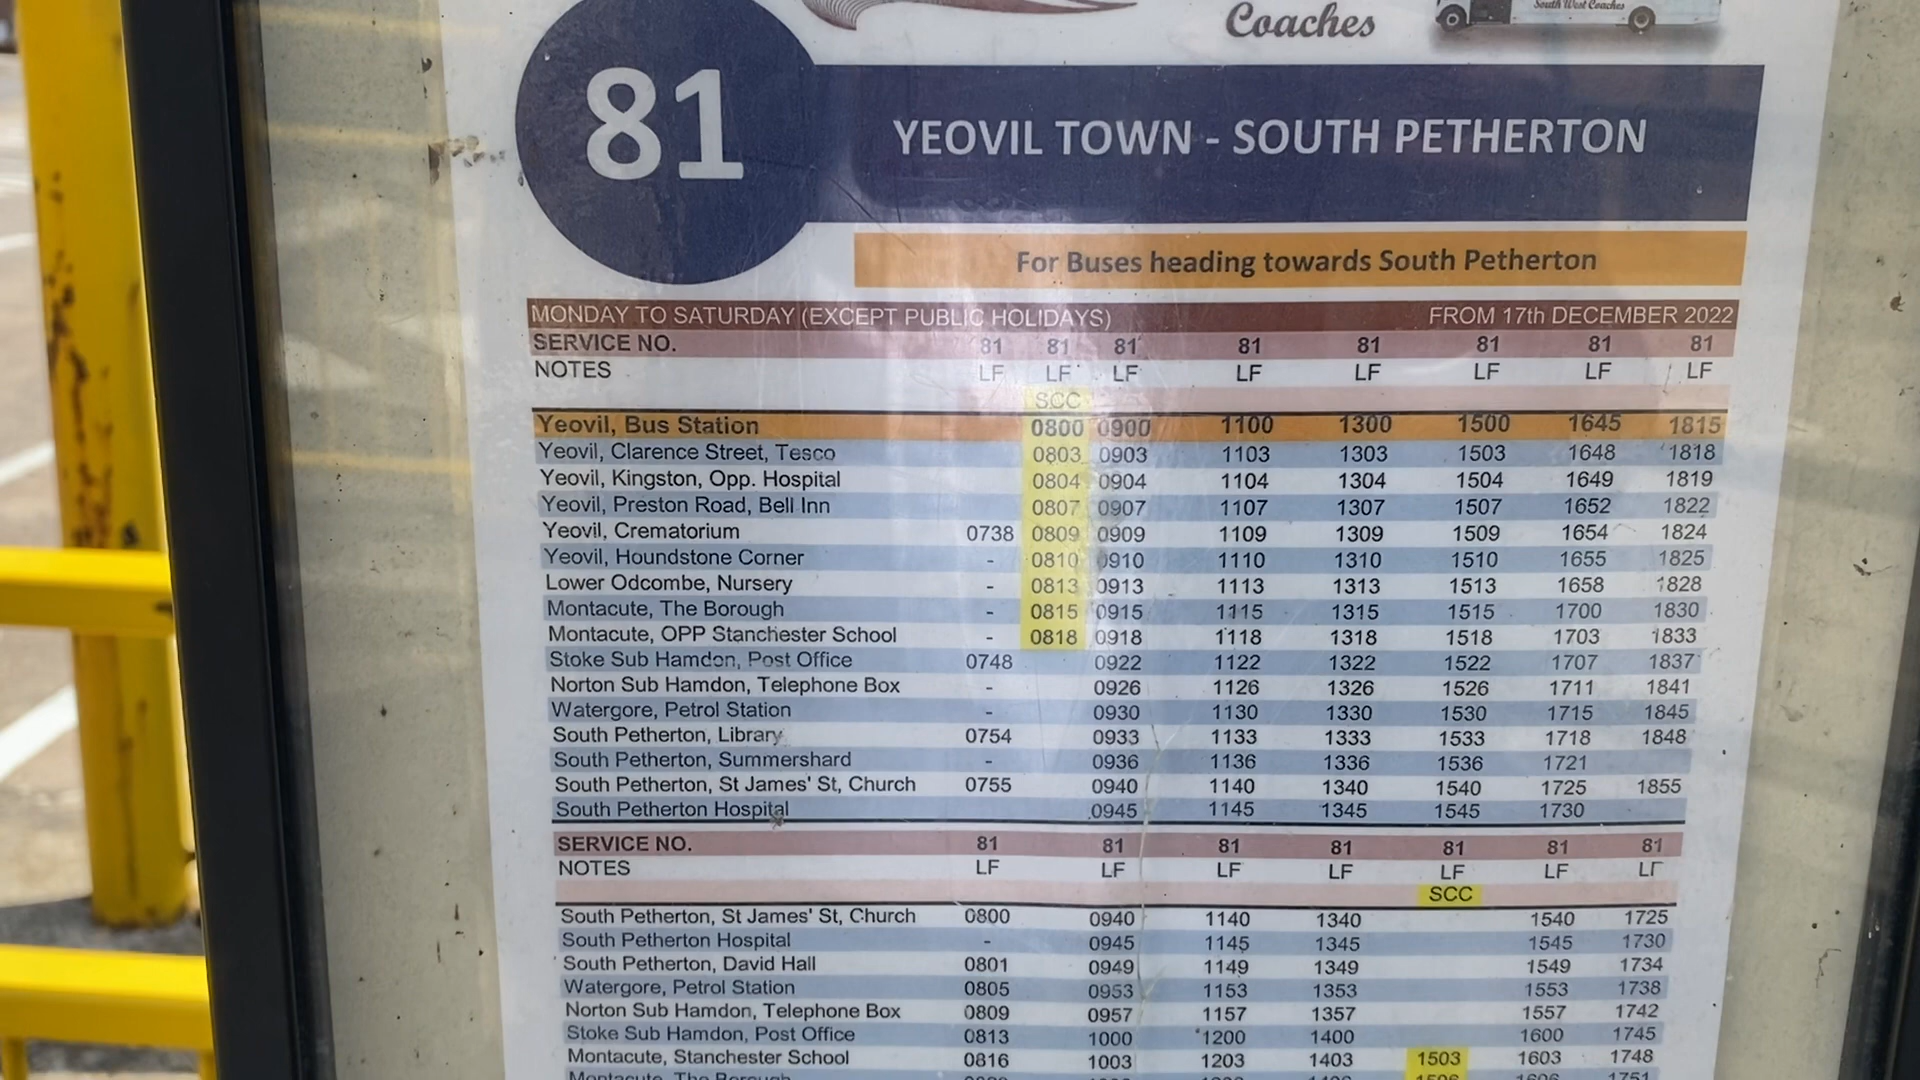 Coaches
South West Coaches
81
YEOVIL TOWN - SOUTH PETHERTON
For Buses heading towards South Petherton
MONDAY TO SATURDAY (EXCEPT PUBLIC HOLIDAYS) FROM 17th DECEMBER 2022
SERVICE NO. 81 81 81 81 81 81 81 81
NOTES LF LF LF LF LF LF LF LF
SCC
Yeovil, Bus Station 0800 0900 1100 1300 1500 1645 1815
Yeovil, Clarence Street, Tesco 0803 0903 1103 1303 1503 1648 1818
Yeovil, Kingston, Opp. Hospital 0804 0904 1104 1304 1504 1649 1819
Yeovil, Preston Road, Bell Inn 0807 0907 1107 1307 1507 1652 1822
Yeovil, Crematorium 0738 0809 0909 1109 1309 1509 1654 1824
Yeovil, Houndstone Corner - 0810 0910 1110 1310 1510 1655 1825
Lower Odcombe, Nursery - 0813 0913 1113 1313 1513 1658 1828
Montacute, The Borough - 0815 0915 1115 1315 1515 1700 1830
Montacute, OPP Stanchester School - 0818 0918 1118 1318 1518 1703 1833
Stoke Sub Hamdon, Post Office 0748 0922 1122 1322 1522 1707 1837
Norton Sub Hamdon, Telephone Box - 0926 1126 1326 1526 1711 1841
Watergore, Petrol Station - 0930 1130 1330 1530 1715 1845
South Petherton, Library 0754 0933 1133 1333 1533 1718 1848
South Petherton, Summershard - 0936 1136 1336 1536 1721
South Petherton, St James' St, Church 0755 0940 1140 1340 1540 1725 1855
South Petherton Hospital 0945 1145 1345 1545 1730
SERVICE NO. 81 81 81 81 81 81 81
NOTES LF LF LF LF LF LF LF
SCC
South Petherton, St James' St, Church 0800 0940 1140 1340 1540 1725
South Petherton Hospital - 0945 1145 1345 1545 1730
South Petherton, David Hall 0801 0949 1149 1349 1549 1734
Watergore, Petrol Station 0805 0953 1153 1353 1553 1738
Norton Sub Hamdon, Telephone Box 0809 0957 1157 1357 1557 1742
Stoke Sub Hamdon, Post Office 0813 1000 1200 1400 1600 1745
Montacute, Stanchester School 0816 1003 1203 1403 1503 1603 1748
Montacute, The Borough